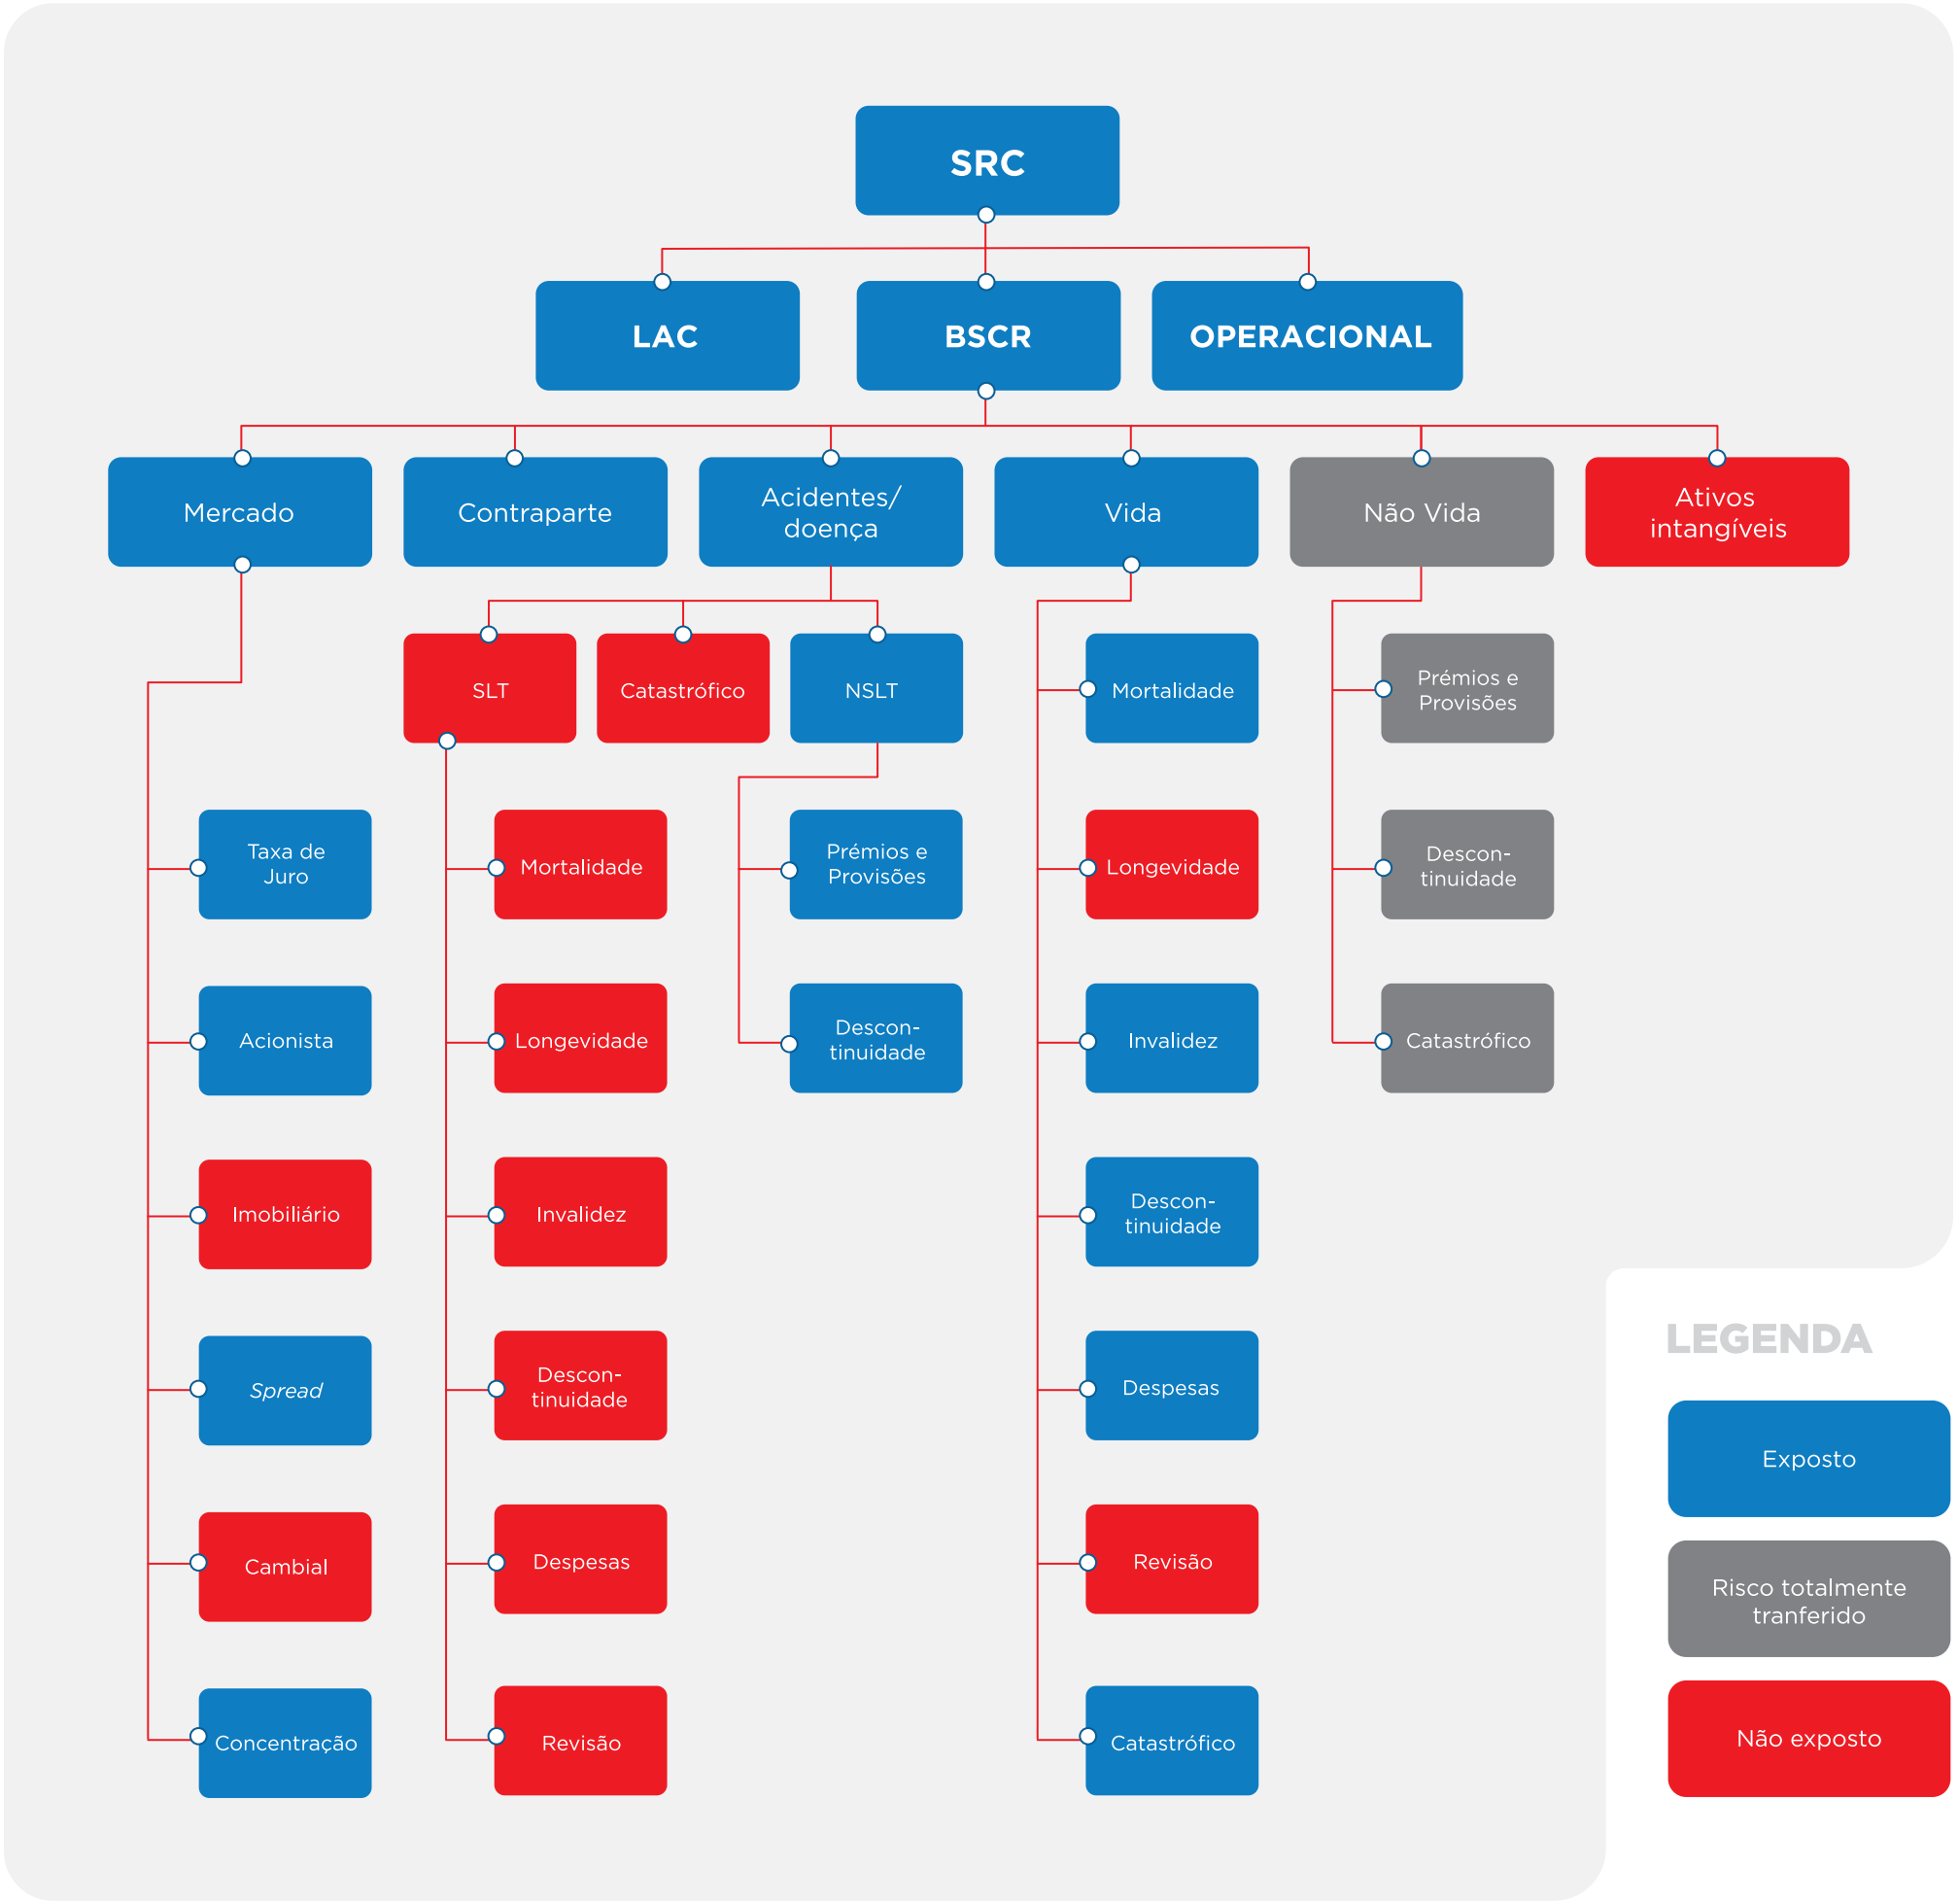 SRC
LAC
BSCR
OPERACIONAL
Mercado
Contraparte
Acidentes/
doença
Vida
Não Vida
Ativos
intangíveis
SLT
Catastrófico
NSLT
Mortalidade
Prémios e
Provisões
Taxa de
Juro
Mortalidade
Prémios e
Provisões
Longevidade
Descon-
tinuidade
Acionista
Longevidade
Descon-
tinuidade
Invalidez
Catastrófico
Imobiliário
Invalidez
Descon-
tinuidade
Spread
Descon-
tinuidade
Despesas
Cambial
Despesas
Revisão
Concentração
Revisão
Catastrófico
LEGENDA
Exposto
Risco totalmente
tranferido
Não exposto